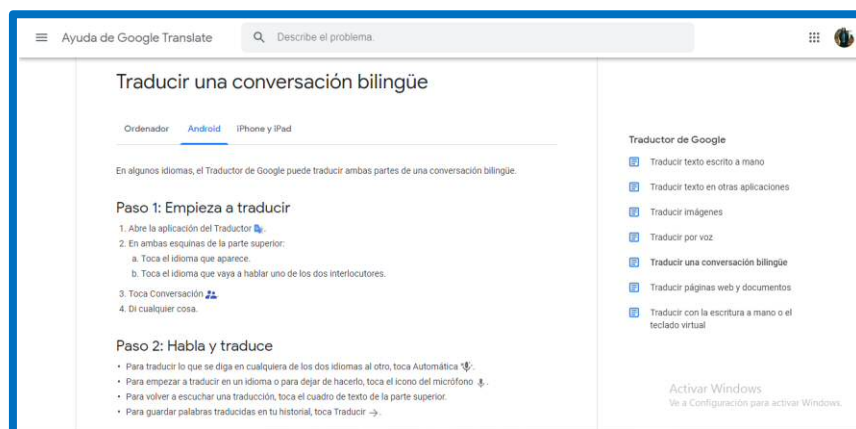 Ayuda de Google Translate
Describe el problema.
Traducir una conversación bilingüe
Ordenador Android iPhone y iPad
En algunos idiomas, el Traductor de Google puede traducir ambas partes de una conversación bilingüe.
Paso 1: Empieza a traducir
1. Abre la aplicación del Traductor .
2. En ambas esquinas de la parte superior:
a. Toca el idioma que aparece.
b. Toca el idioma que vaya a hablar uno de los dos interlocutores.
3. Toca Conversación
4. Di cualquier cosa.
Paso 2: Habla y traduce
• Para traducir lo que se diga en cualquiera de los dos idiomas al otro, toca Automática .
• Para empezar a traducir en un idioma o para dejar de hacerlo, toca el icono del micrófono .
• Para volver a escuchar una traducción, toca el cuadro de texto de la parte superior.
• Para guardar palabras traducidas en tu historial, toca Traducir → .
Traductor de Google
Traducir texto escrito a mano
Traducir texto en otras aplicaciones
Traducir imágenes
Traducir por voz
Traducir una conversación bilingüe
Traducir páginas web y documentos
Traducir con la escritura a mano o el
teclado virtual
Activar Windows
Ve a Configuración para activar Windows.